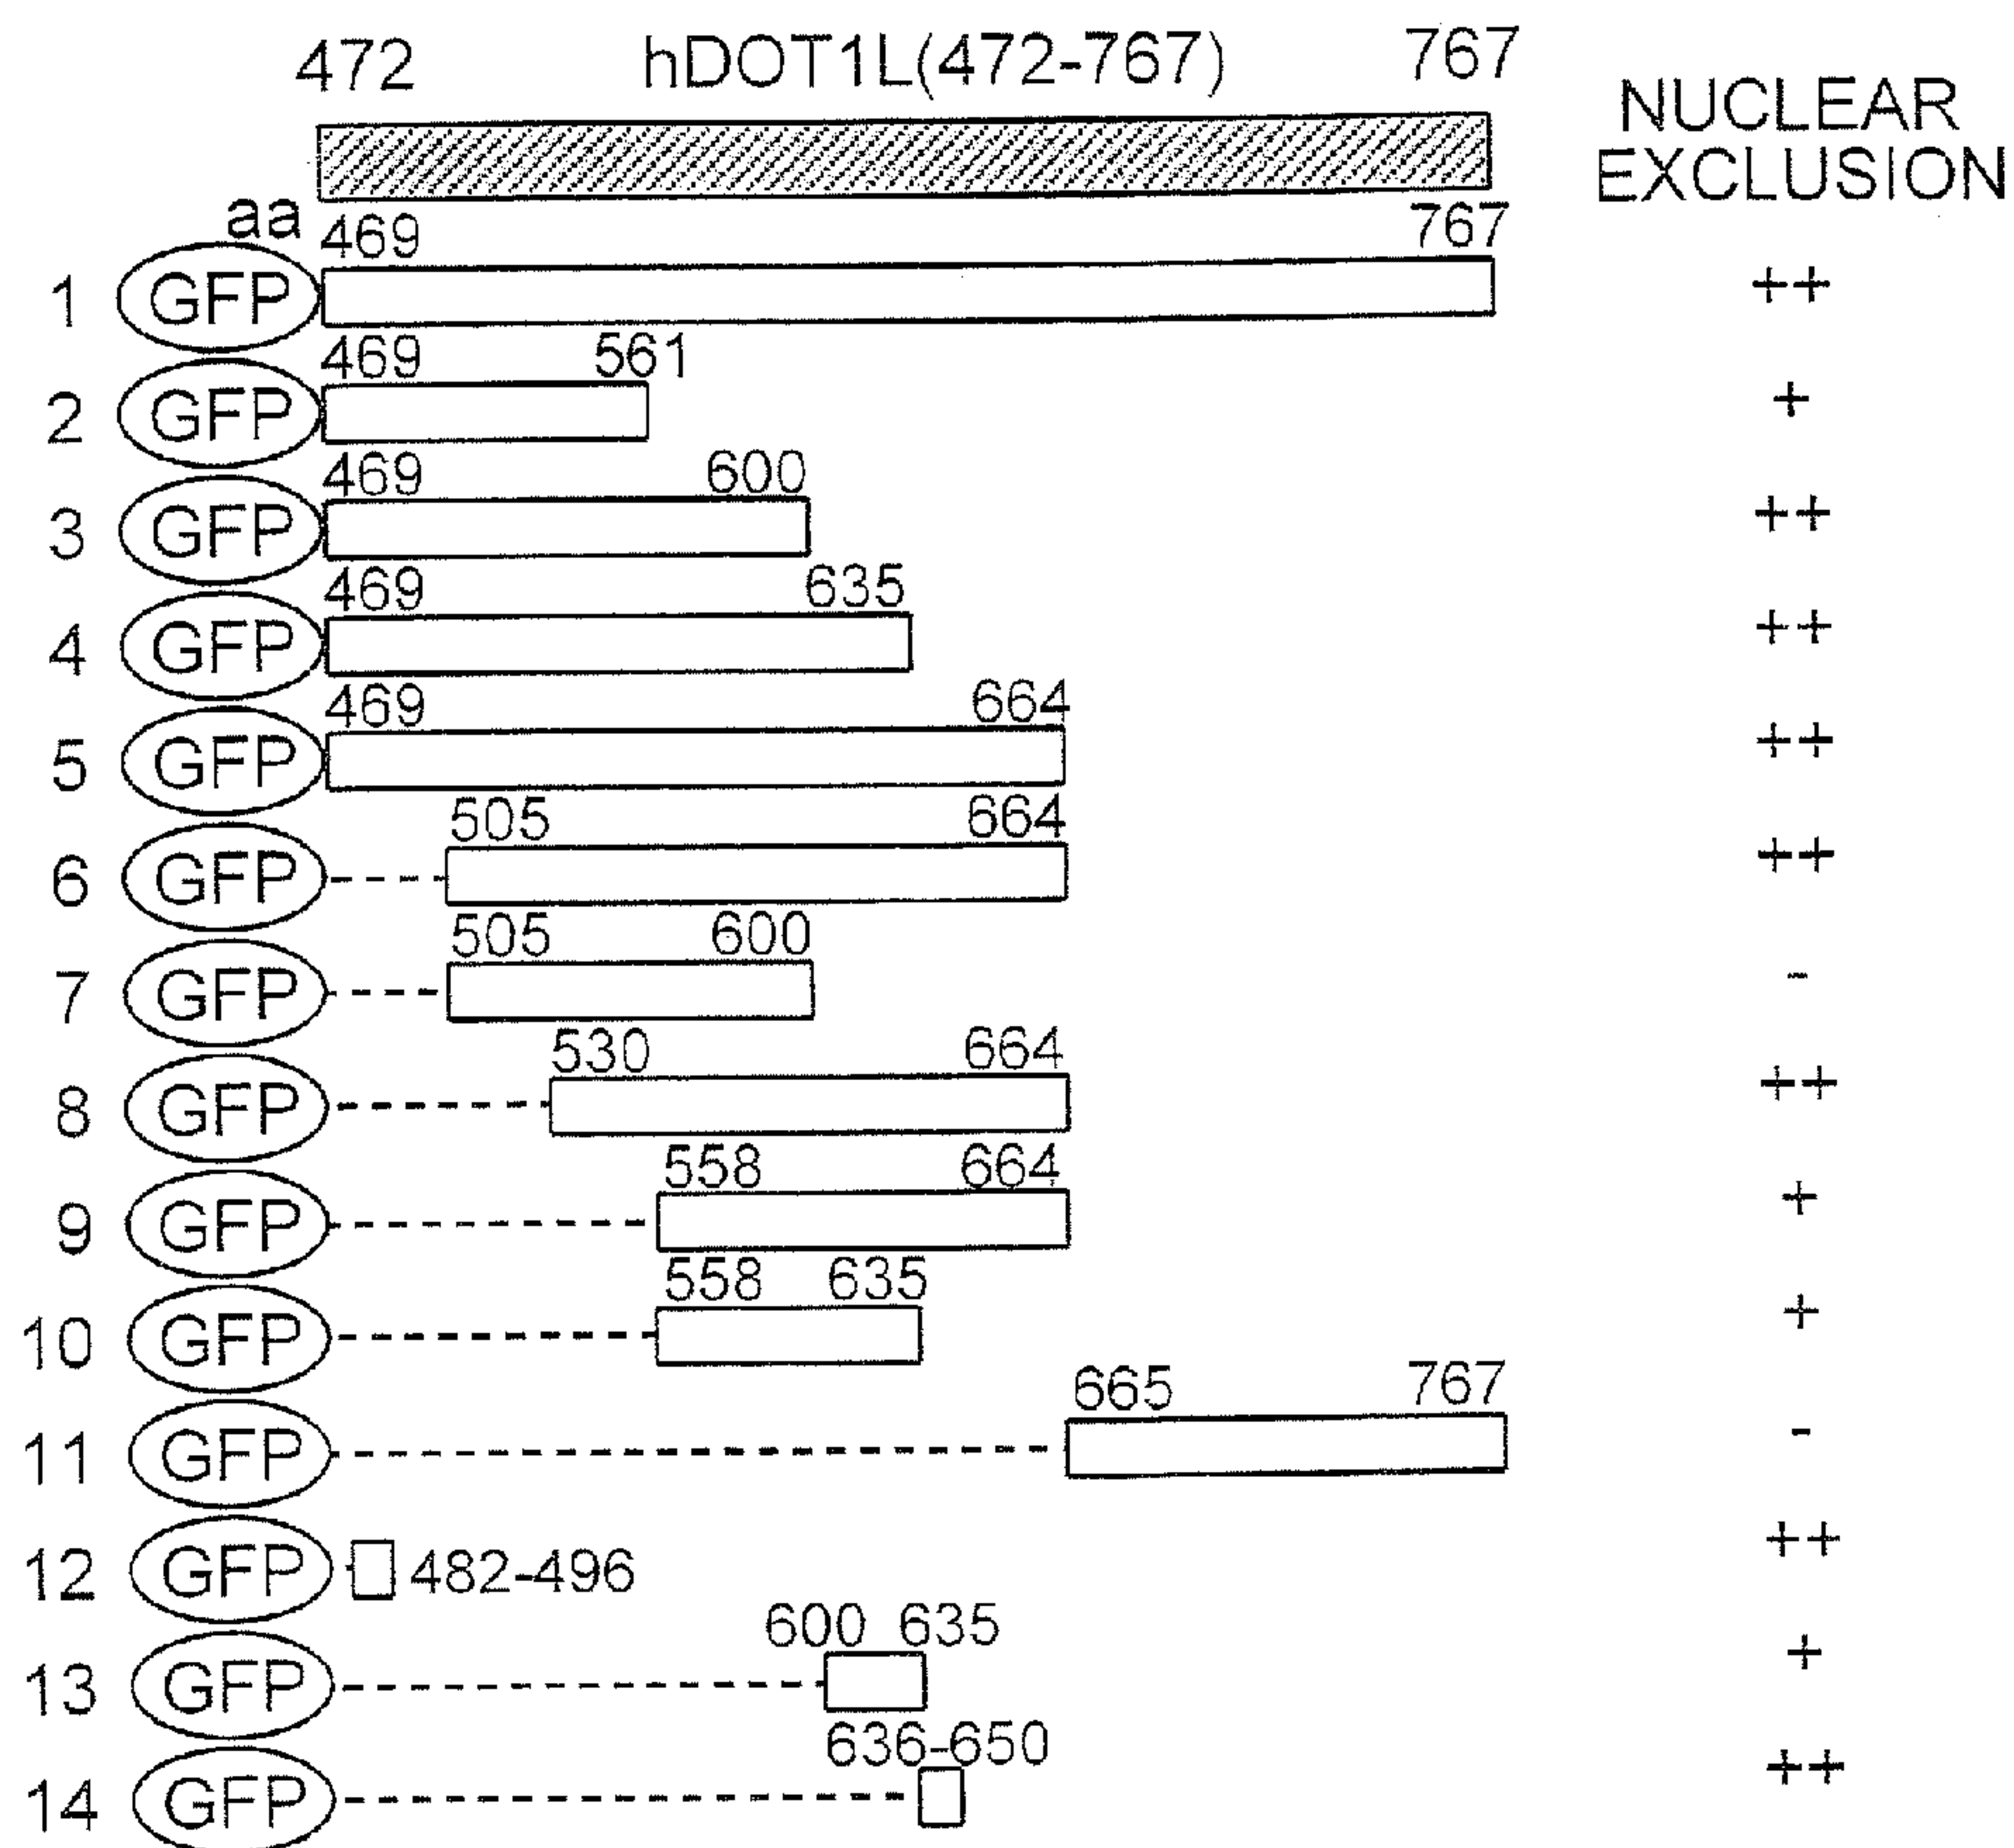 472 hDOT1L(472-767) 767
NUCLEAR
EXCLUSION
aa 469 767
1 GFP ++
469 561
2 GFP +
469 600
3 GFP ++
469 635
4 GFP ++
469 664
5 GFP ++
505 664
6 GFP ++
505 600
7 GFP -
530 664
8 GFP ++
558 664
9 GFP +
558 635
10 GFP +
665 767
11 GFP -
12 GFP 482-496 ++
600 635
13 GFP +
636-650
14 GFP ++